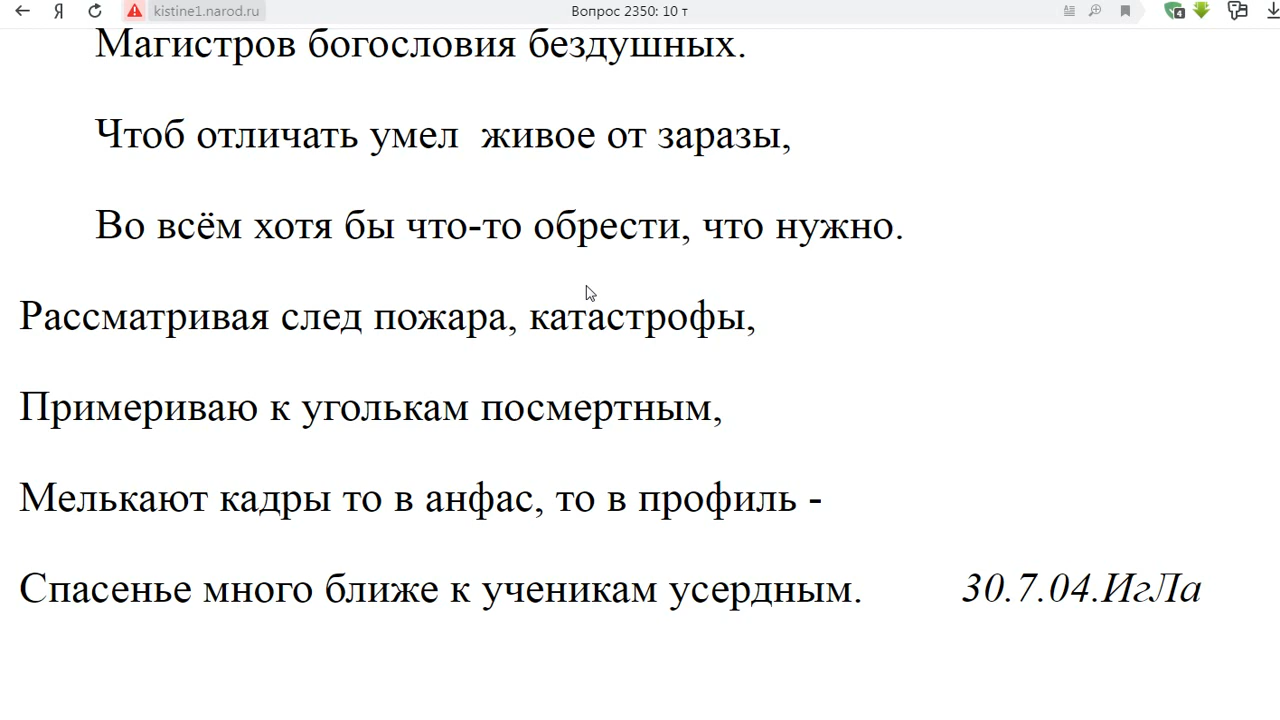 kistine1.narod.ru
Вопрос 2350: 10 т
Магистров богословия бездушных.
Чтоб отличать умел живое от заразы,
Во всём хотя бы что-то обрести, что нужно.
Рассматривая след пожара, катастрофы,
Примериваю к уголькам посмертным,
Мелькают кадры то в анфас, то в профиль -
Спасенье много ближе к ученикам усердным. 30.7.04.ИгЛа